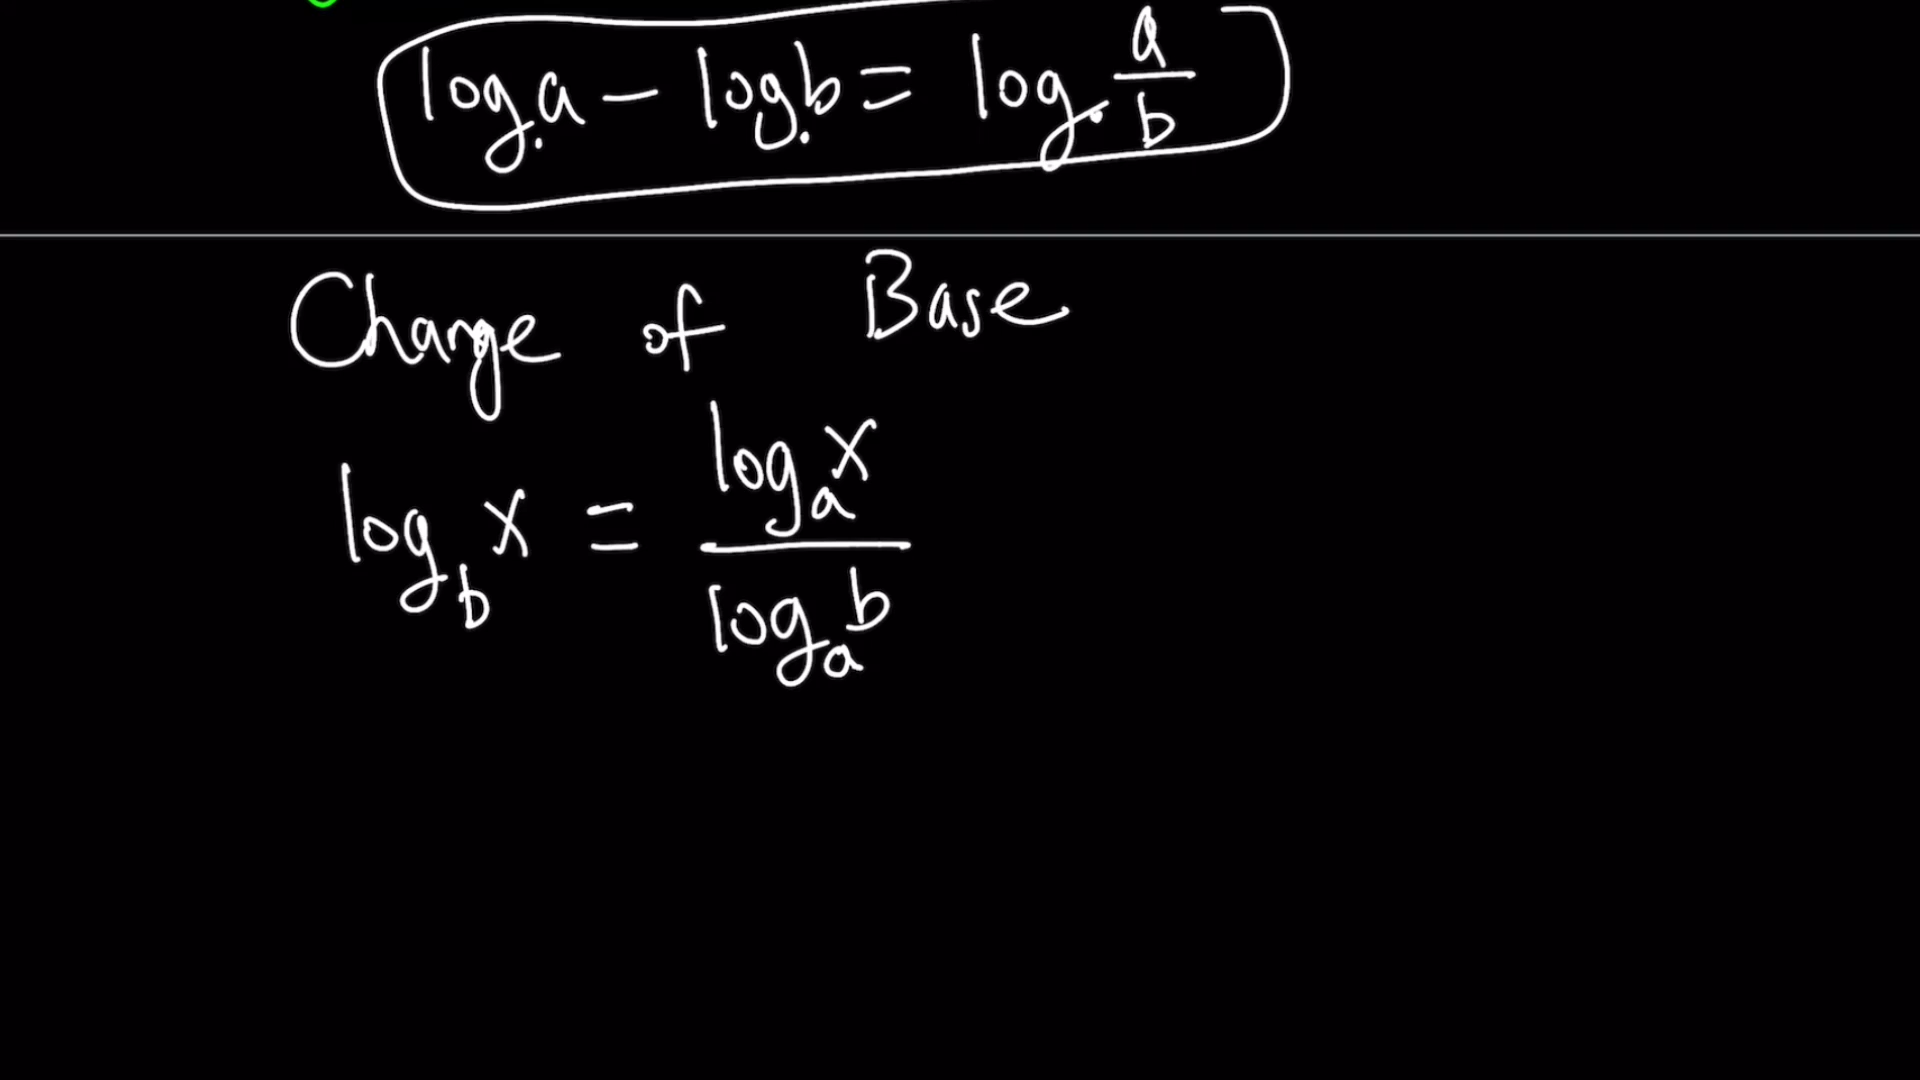 log a - log b = log a/b
Change of Base
log_b x = log_a x / log_a b